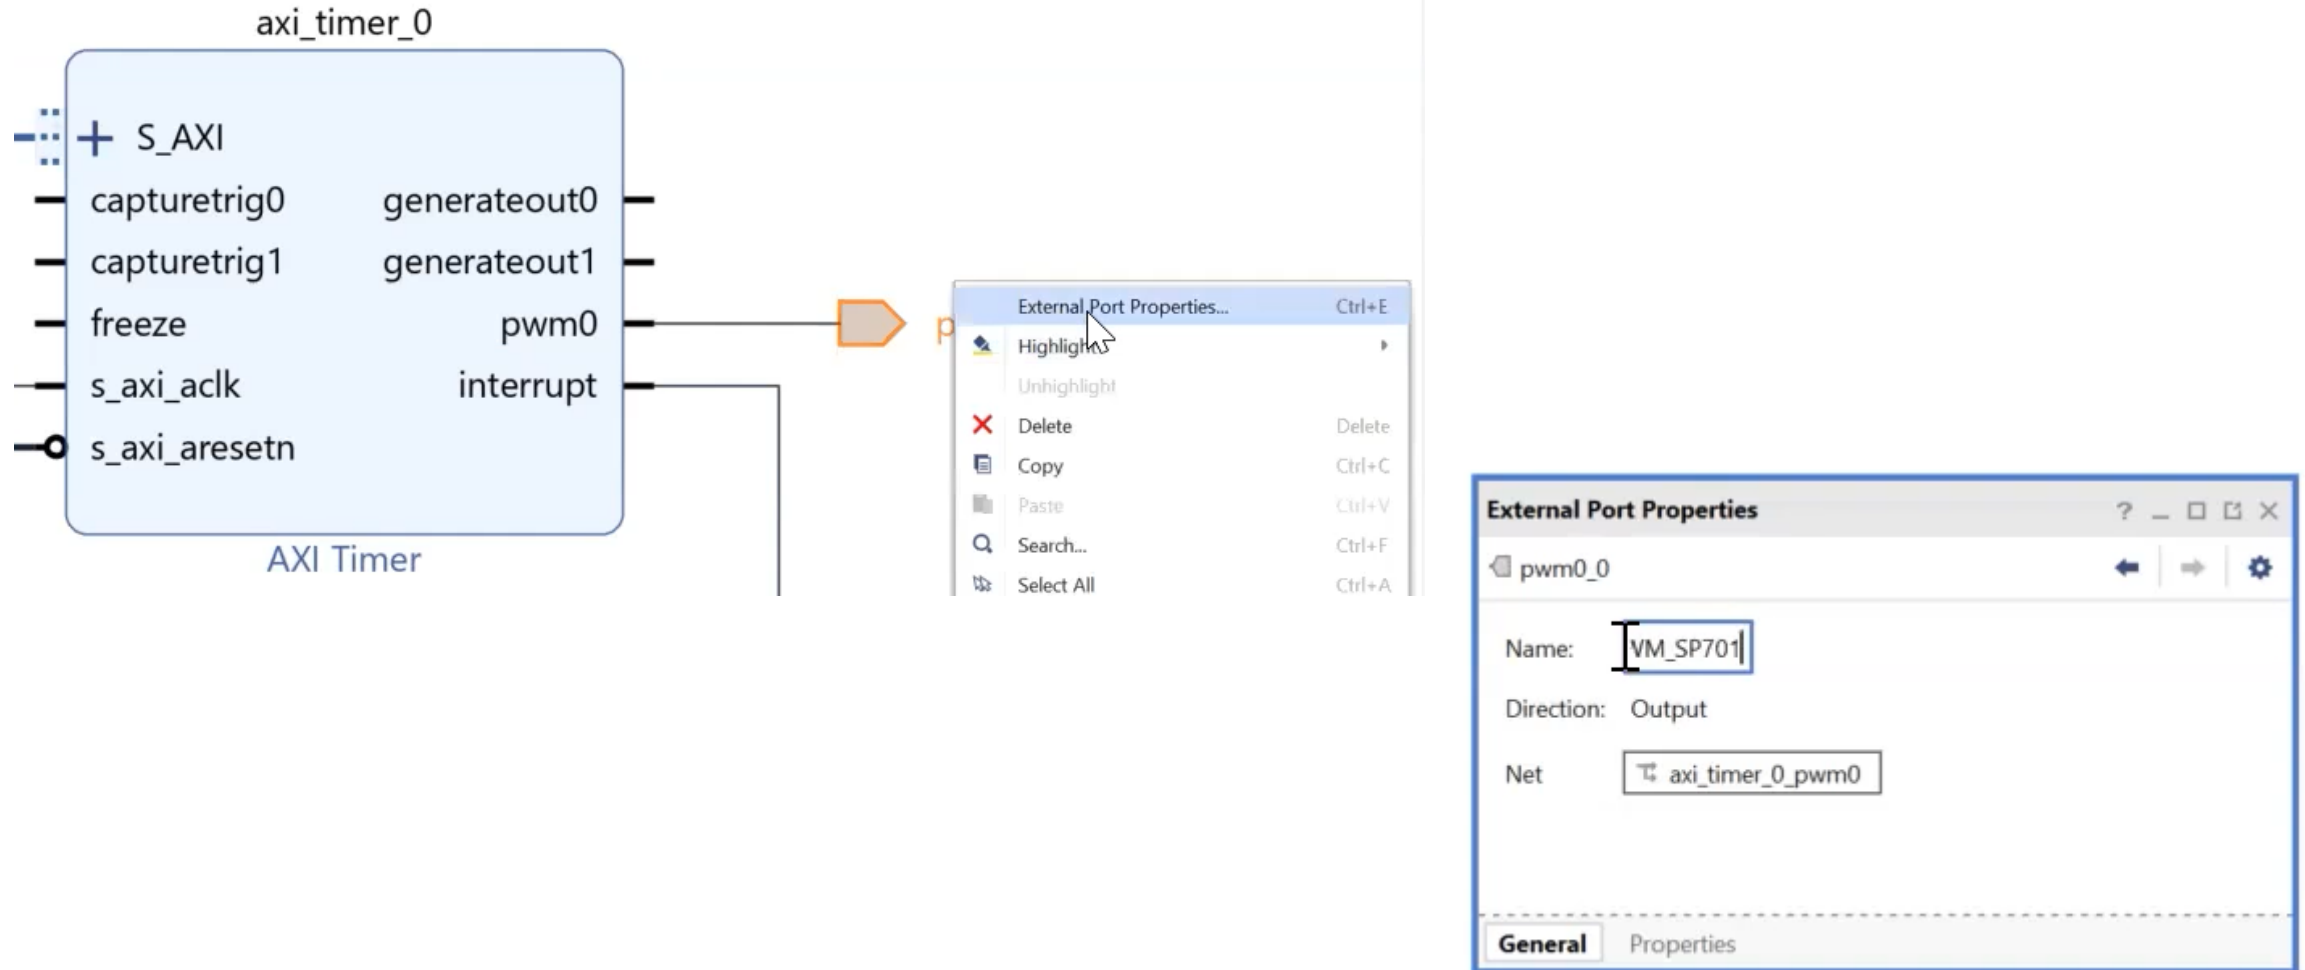 axi_timer_0
S_AXI
capturetrig0 generateout0
capturetrig1 generateout1
freeze pwm0
s_axi_aclk interrupt
s_axi_aresetn
AXI Timer
p
External Port Properties... Ctrl+E
Highlight
Unhighlight
Delete Delete
Copy Ctrl+C
Paste Ctrl+V
Search... Ctrl+F
Select All Ctrl+A
External Port Properties
pwm0_0
Name: VM_SP701
Direction: Output
Net axi_timer_0_pwm0
General Properties